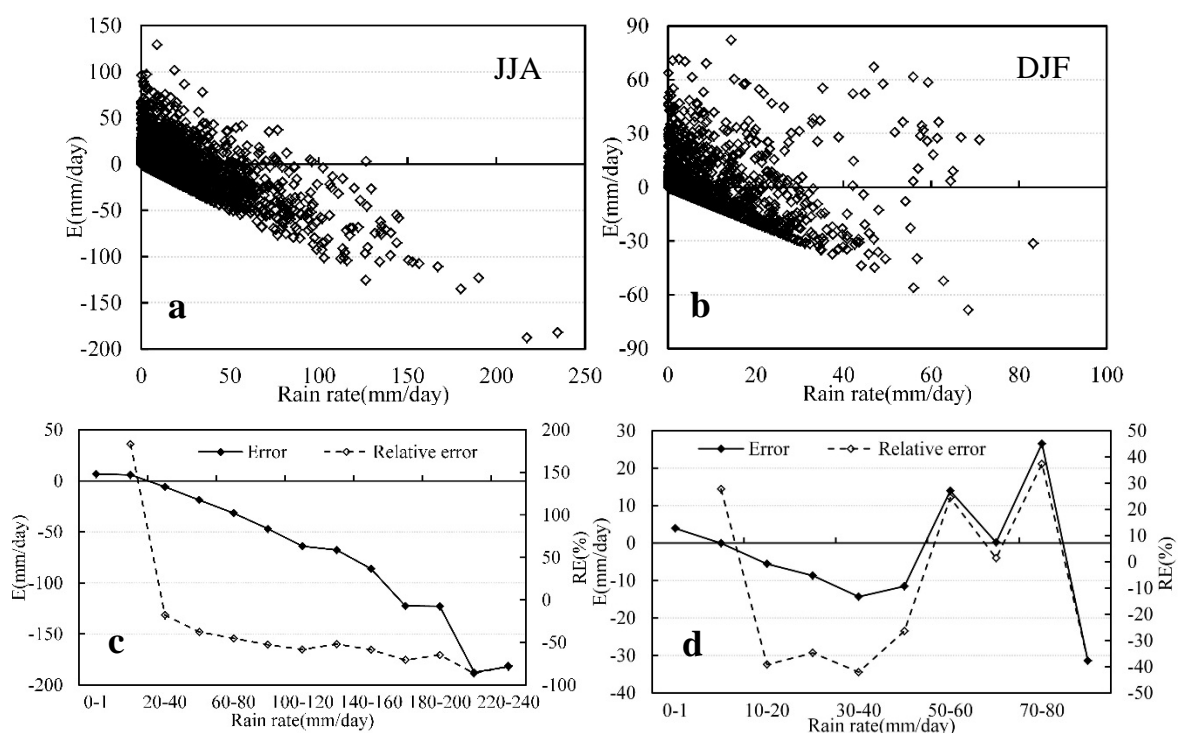 JJA
E(mm/day)
150
100
50
0
-50
-100
-150
-200
a
0 50 100 150 200 250
Rain rate(mm/day)
DJF
E(mm/day)
90
60
30
0
-30
-60
-90
b
0 20 40 60 80 100
Rain rate(mm/day)
Error Relative error
E(mm/day)
50
0
-50
-100
-150
-200
RE(%)
200
150
100
50
0
-50
-100
c
0-1 20-40 60-80 100-120 140-160 180-200 220-240
Rain rate(mm/day)
Error Relative error
E(mm/day)
30
20
10
0
-10
-20
-30
-40
RE(%)
50
40
30
20
10
0
-10
-20
-30
-40
-50
d
0-1 10-20 30-40 50-60 70-80
Rain rate(mm/day)